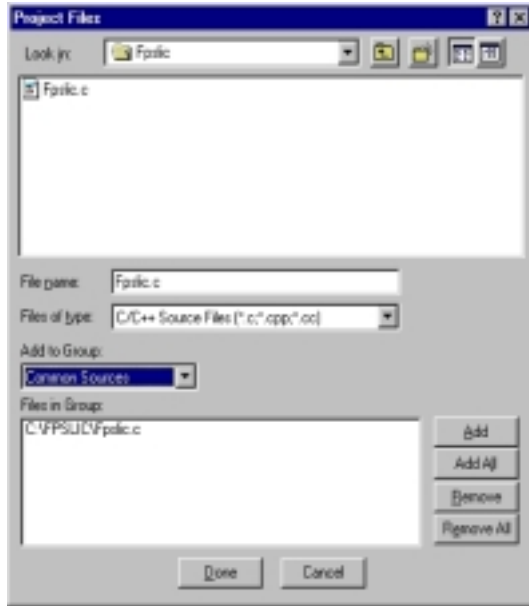 Project Files
Look in: Fpslic
Fpslic.c
File name: Fpslic.c
Files of type: C/C++ Source Files (*.c;*.cpp;*.cc)
Add to Group:
Common Sources
Files in Group:
C:\FPSLIC\Fpslic.c
Add
Add All
Remove
Remove All
Done Cancel